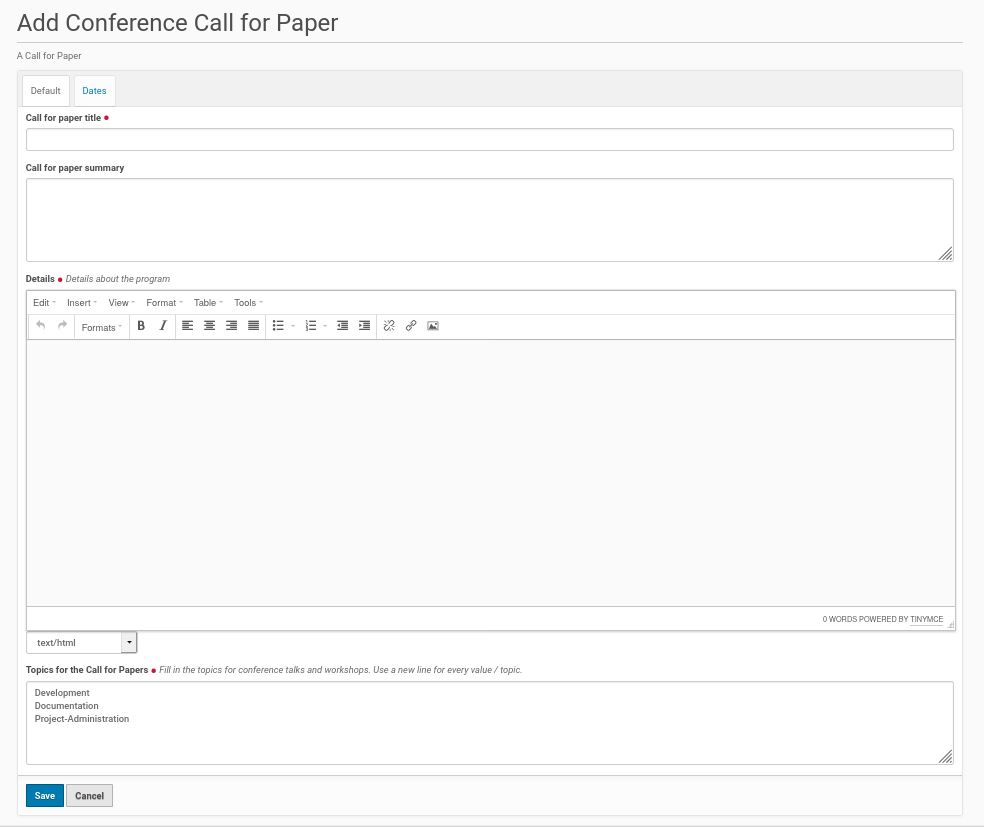 Add Conference Call for Paper
A Call for Paper
Default Dates
Call for paper title
Call for paper summary
Details Details about the program
Edit Insert View Format Table Tools
Formats B I
0 WORDS POWERED BY TINYMCE
text/html
Topics for the Call for Papers Fill in the topics for conference talks and workshops. Use a new line for every value / topic.
Development
Documentation
Project-Administration
Save Cancel